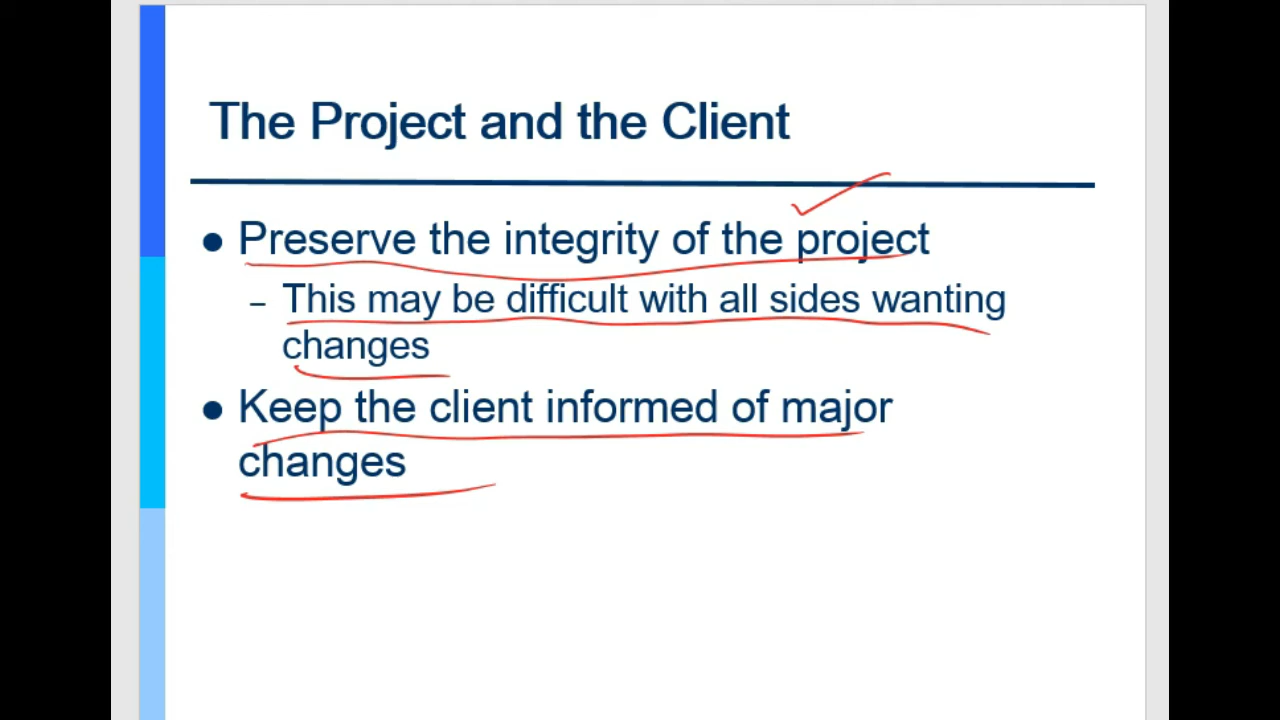 The Project and the Client
● Preserve the integrity of the project
– This may be difficult with all sides wanting
changes
● Keep the client informed of major
changes